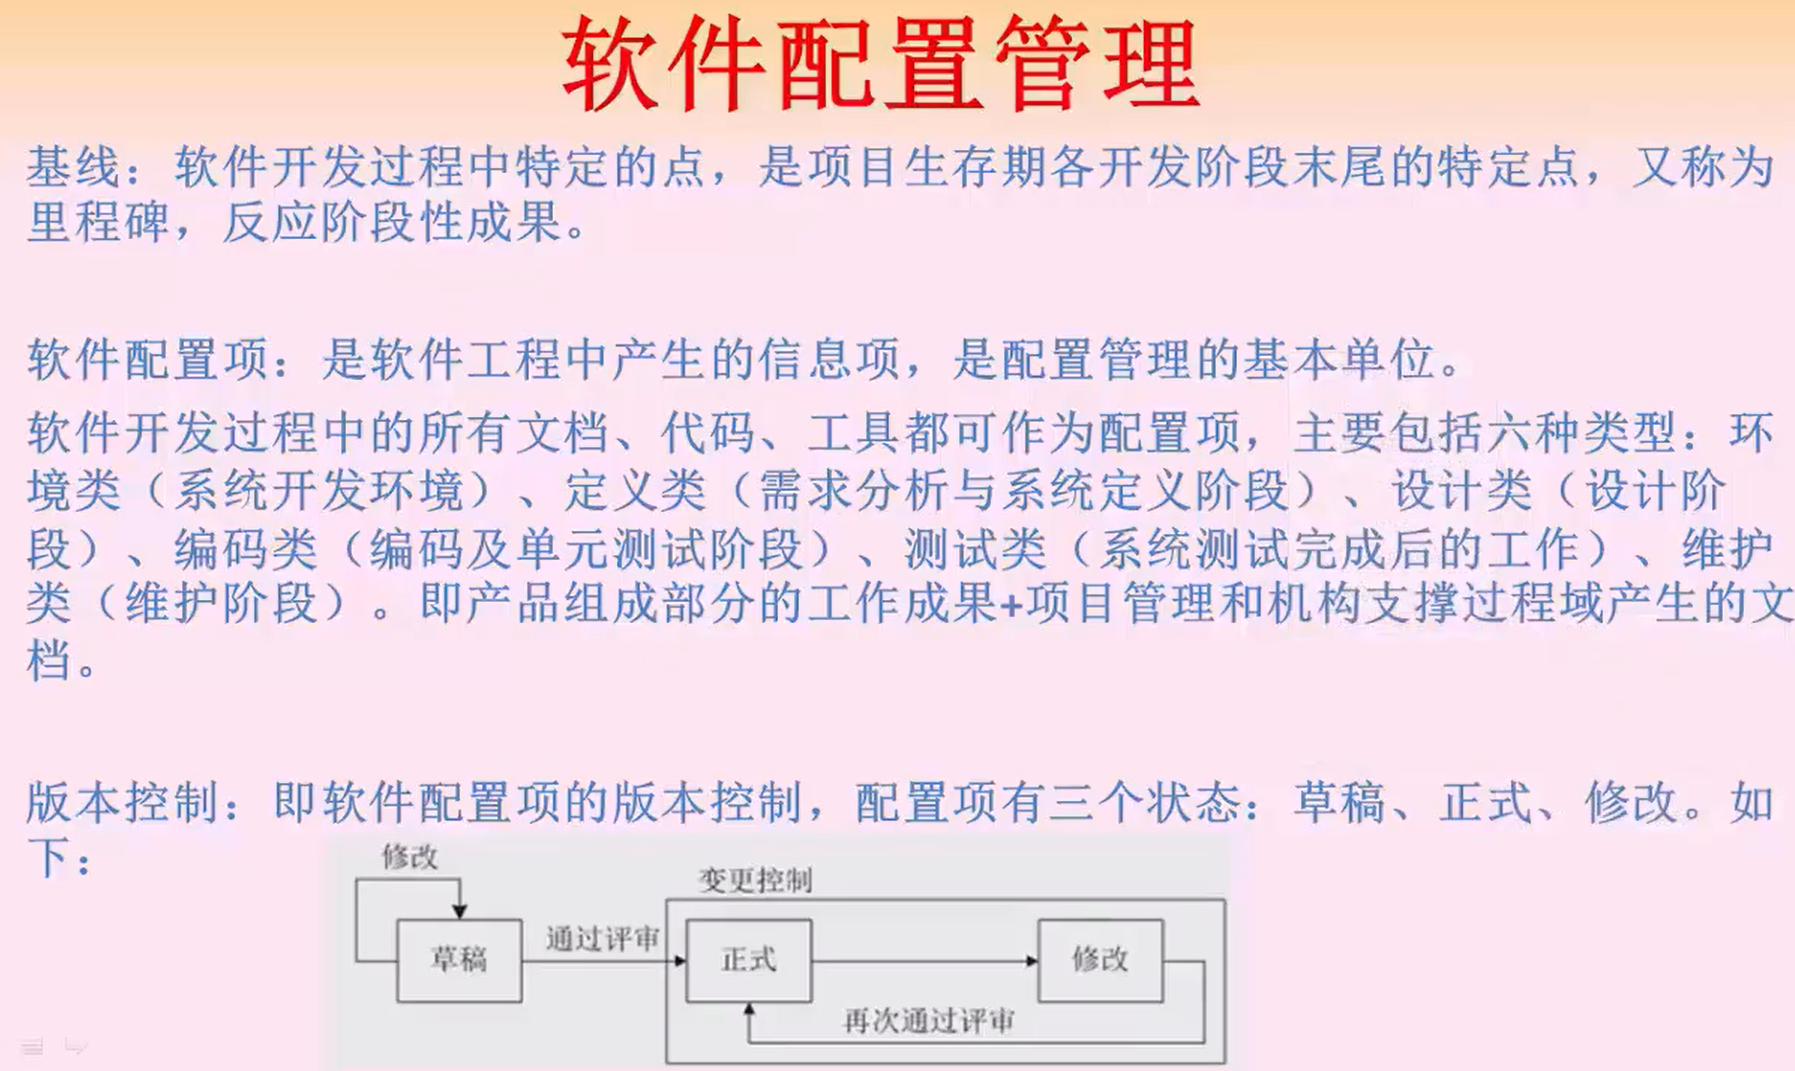 软件配置管理
基线：软件开发过程中特定的点，是项目生存期各开发阶段末尾的特定点，又称为
里程碑，反应阶段性成果。
软件配置项：是软件工程中产生的信息项，是配置管理的基本单位。
软件开发过程中的所有文档、代码、工具都可作为配置项，主要包括六种类型：环
境类（系统开发环境）、定义类（需求分析与系统定义阶段）、设计类（设计阶
段）、编码类（编码及单元测试阶段）、测试类（系统测试完成后的工作）、维护
类（维护阶段）。即产品组成部分的工作成果+项目管理和机构支撑过程域产生的文
档。
版本控制：即软件配置项的版本控制，配置项有三个状态：草稿、正式、修改。如
下：
修改
变更控制
通过评审
草稿
正式
修改
再次通过评审